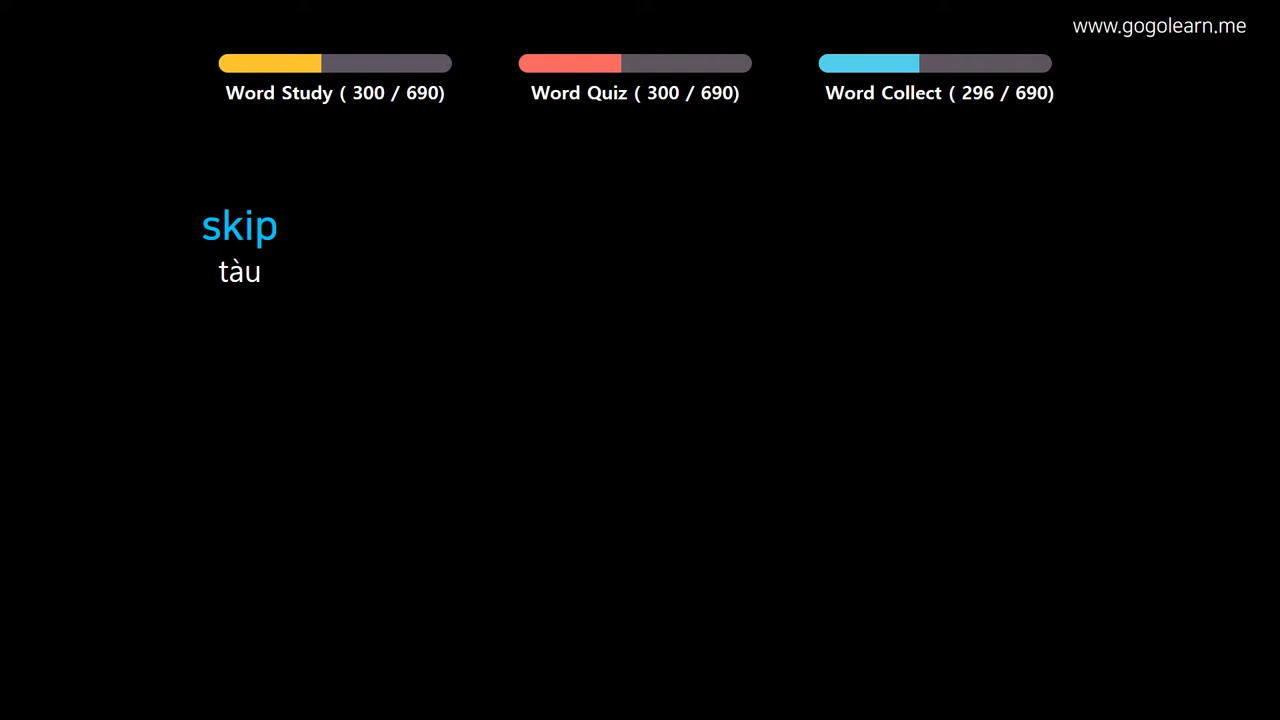 www.gogolearn.me
Word Study ( 300 / 690)
Word Quiz ( 300 / 690)
Word Collect ( 296 / 690)
skip
tàu